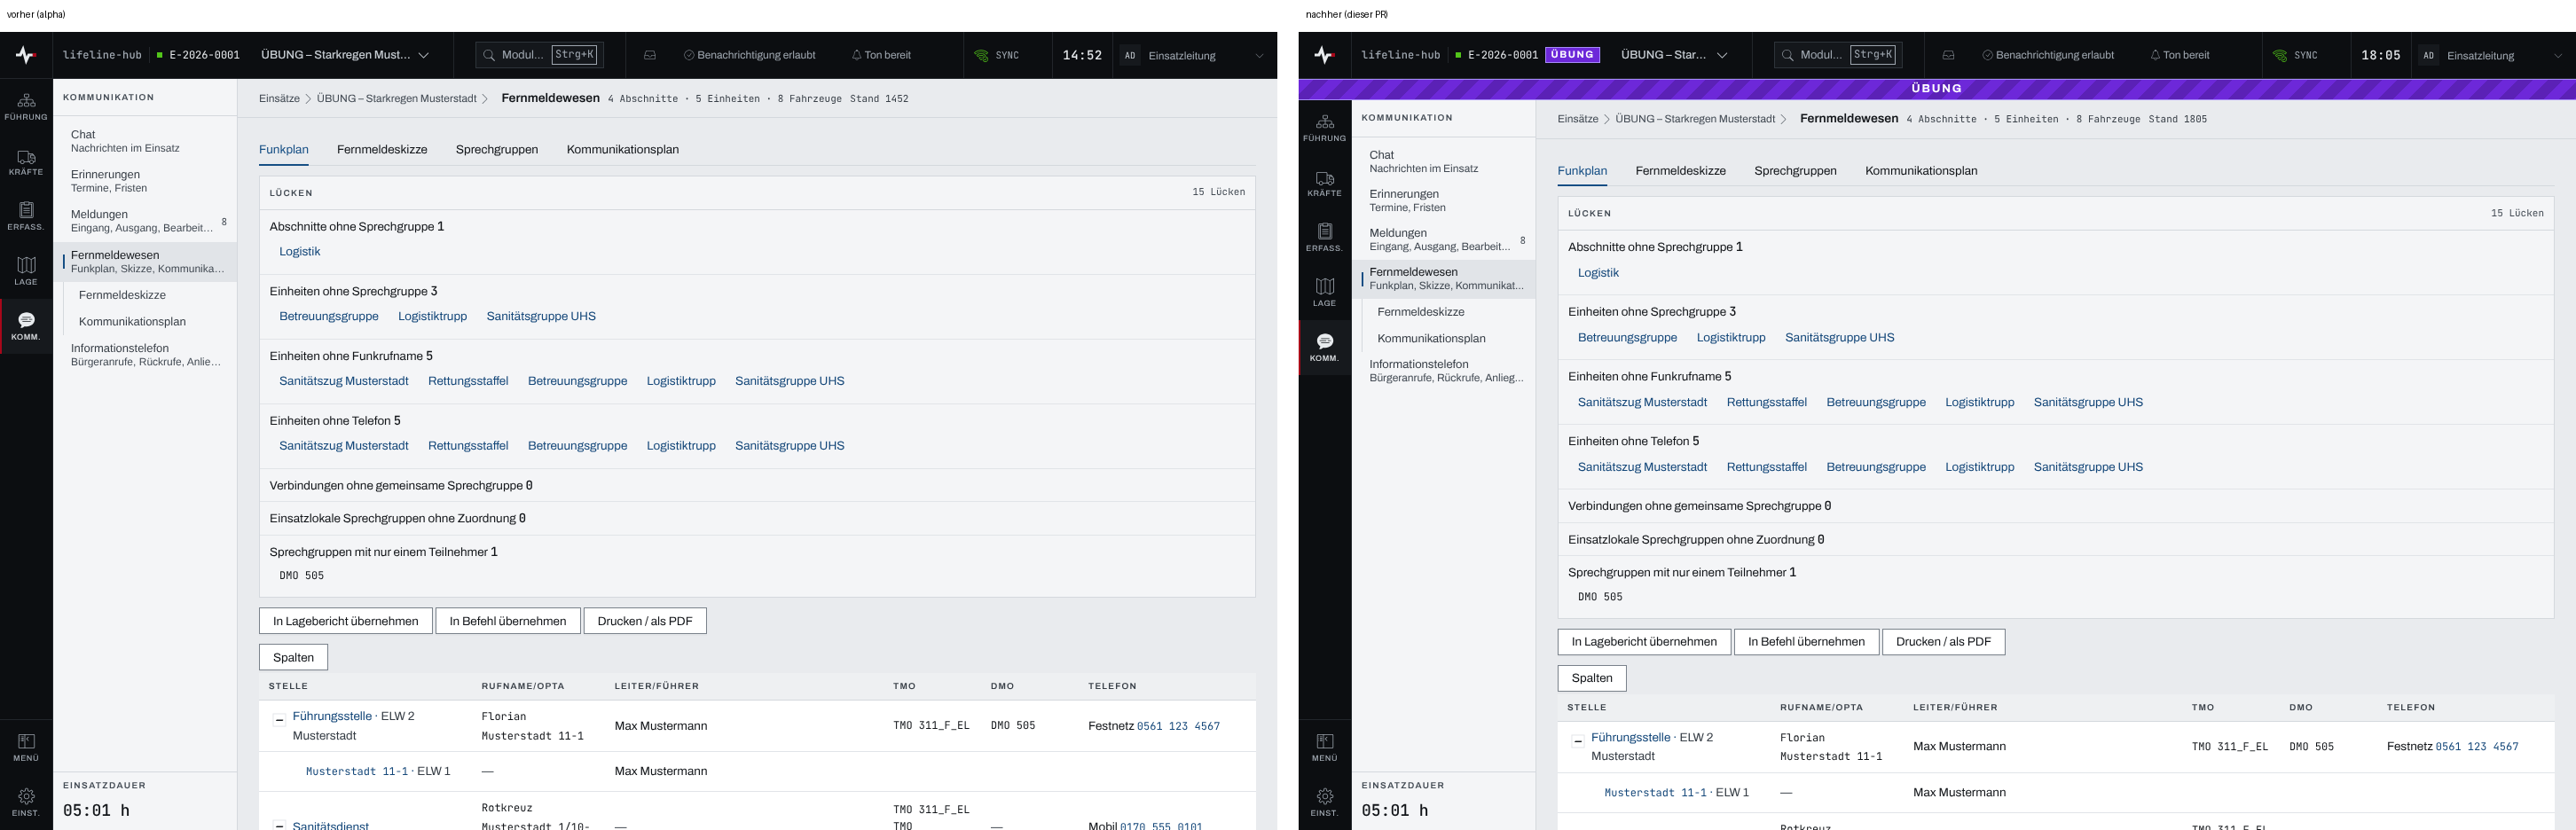 vorher (alpha)
lifeline-hub E-2026-0001 ÜBUNG – Starkregen Must... Modul... Strg+K Benachrichtigung erlaubt Ton bereit SYNC 14:52 AD Einsatzleitung
FÜHRUNG
KRÄFTE
ERFASS.
LAGE
KOMM.
MENÜ
EINST.
KOMMUNIKATION
Chat
Nachrichten im Einsatz
Erinnerungen
Termine, Fristen
Meldungen
Eingang, Ausgang, Bearbeit... 8
Fernmeldewesen
Funkplan, Skizze, Kommunika...
Fernmeldeskizze
Kommunikationsplan
Informationstelefon
Bürgeranrufe, Rückrufe, Anlie...
EINSATZDAUER
05:01 h
Einsätze ÜBUNG – Starkregen Musterstadt Fernmeldewesen 4 Abschnitte · 5 Einheiten · 8 Fahrzeuge Stand 1452
Funkplan Fernmeldeskizze Sprechgruppen Kommunikationsplan
LÜCKEN 15 Lücken
Abschnitte ohne Sprechgruppe 1
Logistik
Einheiten ohne Sprechgruppe 3
Betreuungsgruppe Logistiktrupp Sanitätsgruppe UHS
Einheiten ohne Funkrufname 5
Sanitätszug Musterstadt Rettungsstaffel Betreuungsgruppe Logistiktrupp Sanitätsgruppe UHS
Einheiten ohne Telefon 5
Sanitätszug Musterstadt Rettungsstaffel Betreuungsgruppe Logistiktrupp Sanitätsgruppe UHS
Verbindungen ohne gemeinsame Sprechgruppe 0
Einsatzlokale Sprechgruppen ohne Zuordnung 0
Sprechgruppen mit nur einem Teilnehmer 1
DMO 505
In Lagebericht übernehmen In Befehl übernehmen Drucken / als PDF
Spalten
STELLE RUFNAME/OPTA LEITER/FÜHRER TMO DMO TELEFON
Führungsstelle · ELW 2 Musterstadt Florian Musterstadt 11-1 Max Mustermann TMO 311_F_EL DMO 505 Festnetz 0561 123 4567
Musterstadt 11-1 · ELW 1 — Max Mustermann
Sanitätsdienst Rotkreuz Musterstadt 1/10- — TMO 311_F_EL TMO — Mobil 0170 555 0101
nachher (dieser PR)
lifeline-hub E-2026-0001 ÜBUNG ÜBUNG – Star... Modul... Strg+K Benachrichtigung erlaubt Ton bereit SYNC 18:05 AD Einsatzleitung
ÜBUNG
FÜHRUNG
KRÄFTE
ERFASS.
LAGE
KOMM.
MENÜ
EINST.
KOMMUNIKATION
Chat
Nachrichten im Einsatz
Erinnerungen
Termine, Fristen
Meldungen
Eingang, Ausgang, Bearbeit... 8
Fernmeldewesen
Funkplan, Skizze, Kommunikat...
Fernmeldeskizze
Kommunikationsplan
Informationstelefon
Bürgeranrufe, Rückrufe, Anlieg...
EINSATZDAUER
05:01 h
Einsätze ÜBUNG – Starkregen Musterstadt Fernmeldewesen 4 Abschnitte · 5 Einheiten · 8 Fahrzeuge Stand 1805
Funkplan Fernmeldeskizze Sprechgruppen Kommunikationsplan
LÜCKEN 15 Lücken
Abschnitte ohne Sprechgruppe 1
Logistik
Einheiten ohne Sprechgruppe 3
Betreuungsgruppe Logistiktrupp Sanitätsgruppe UHS
Einheiten ohne Funkrufname 5
Sanitätszug Musterstadt Rettungsstaffel Betreuungsgruppe Logistiktrupp Sanitätsgruppe UHS
Einheiten ohne Telefon 5
Sanitätszug Musterstadt Rettungsstaffel Betreuungsgruppe Logistiktrupp Sanitätsgruppe UHS
Verbindungen ohne gemeinsame Sprechgruppe 0
Einsatzlokale Sprechgruppen ohne Zuordnung 0
Sprechgruppen mit nur einem Teilnehmer 1
DMO 505
In Lagebericht übernehmen In Befehl übernehmen Drucken / als PDF
Spalten
STELLE RUFNAME/OPTA LEITER/FÜHRER TMO DMO TELEFON
Führungsstelle · ELW 2 Musterstadt Florian Musterstadt 11-1 Max Mustermann TMO 311_F_EL DMO 505 Festnetz 0561 123 4567
Musterstadt 11-1 · ELW 1 — Max Mustermann
Rotkreuz TMO 311_F_EL